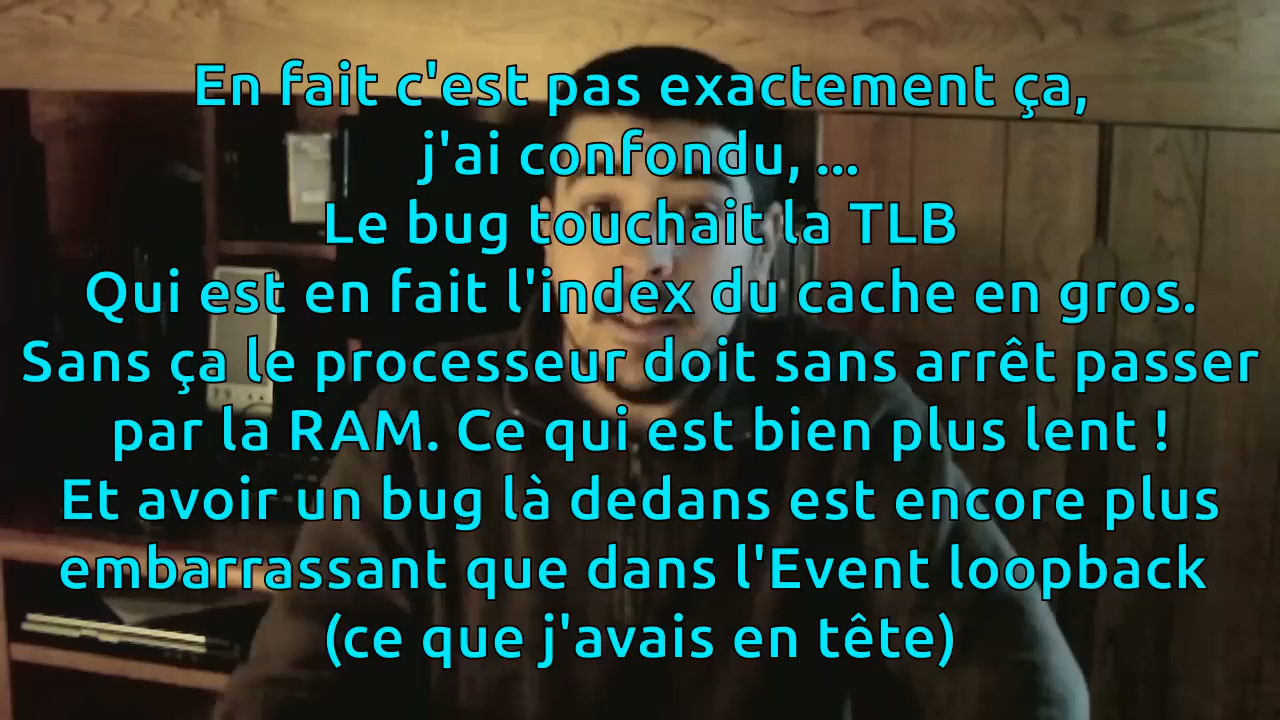 En fait c'est pas exactement ça,
j'ai confondu, ...
Le bug touchait la TLB
Qui est en fait l'index du cache en gros.
Sans ça le processeur doit sans arrêt passer
par la RAM. Ce qui est bien plus lent !
Et avoir un bug là dedans est encore plus
embarrassant que dans l'Event loopback
(ce que j'avais en tête)